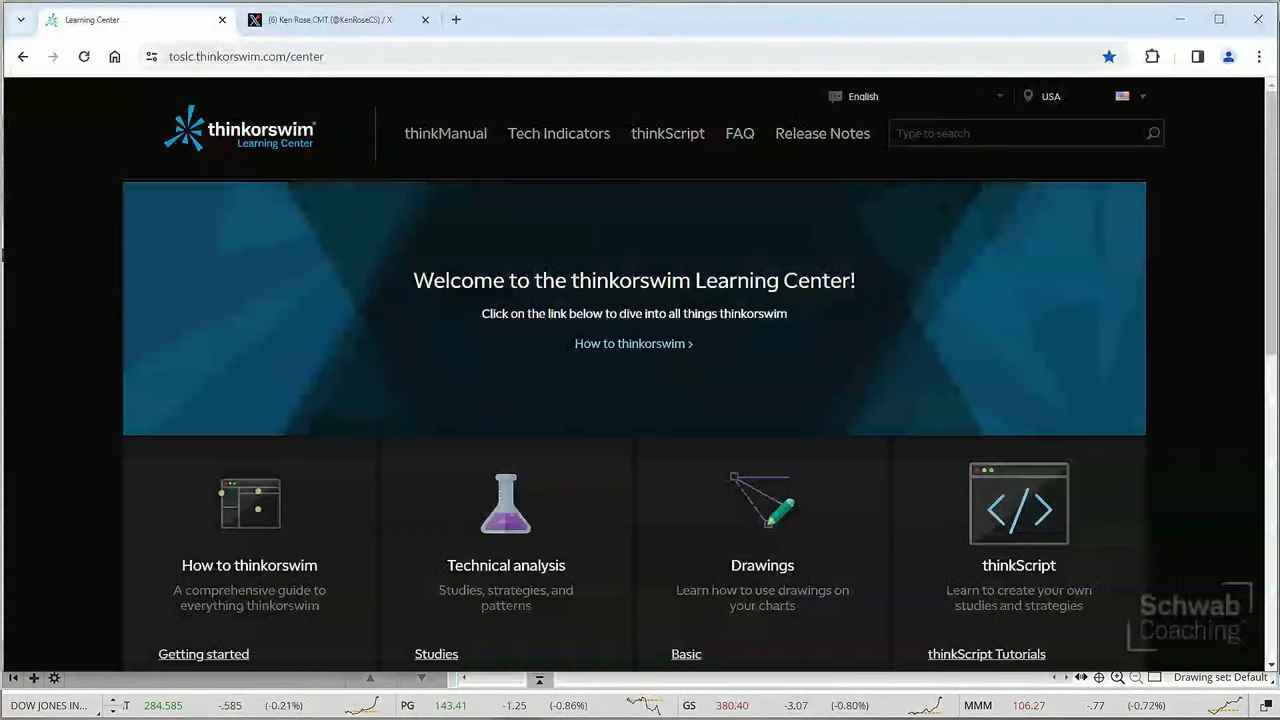 Learning Center
(6) Ken Rose CMT (@KenRoseCS) / X
toslc.thinkorswim.com/center
English
USA
thinkorswim
Learning Center
thinkManual
Tech Indicators
thinkScript
FAQ
Release Notes
Type to search
Welcome to the thinkorswim Learning Center!
Click on the link below to dive into all things thinkorswim
How to thinkorswim >
How to thinkorswim
A comprehensive guide to
everything thinkorswim
Getting started
Technical analysis
Studies, strategies, and
patterns
Studies
Drawings
Learn how to use drawings on
your charts
Basic
thinkScript
Learn to create your own
studies and strategies
thinkScript Tutorials
Schwab
Coaching
Drawing set: Default
DOW JONES IN...
T 284.585 -.585 (-0.21%)
PG 143.41 -1.25 (-0.86%)
GS 380.40 -3.07 (-0.80%)
MMM 106.27 -.77 (-0.72%)